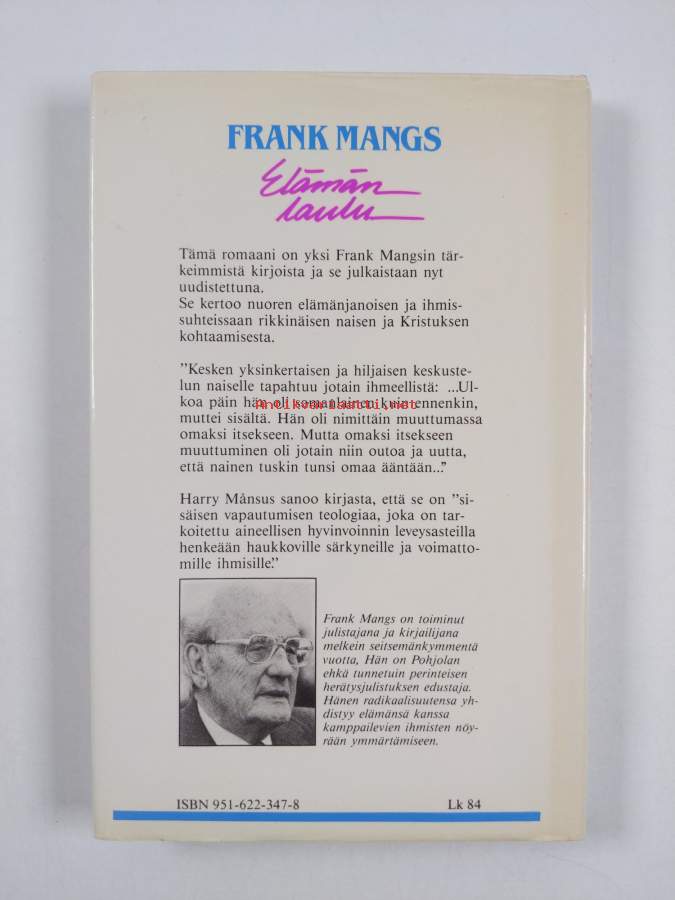 FRANK MANGS
Elämän
laulu
Tämä romaani on yksi Frank Mangsin tär-
keimmistä kirjoista ja se julkaistaan nyt
uudistettuna.
Se kertoo nuoren elämänjanoisen ja ihmis-
suhteissaan rikkinäisen naisen ja Kristuksen
kohtaamisesta.
"Kesken yksinkertaisen ja hiljaisen keskuste-
lun naiselle tapahtuu jotain ihmeellistä: ...Ul-
koa päin hän oli samanlainen kuin ennenkin,
Antikvariaatti.net
muttei sisältä. Hän oli nimittäin muuttumassa
omaksi itsekseen. Mutta omaksi itsekseen
muuttuminen oli jotain niin outoa ja uutta,
että nainen tuskin tunsi omaa ääntään..."
Harry Månsus sanoo kirjasta, että se on "si-
säisen vapautumisen teologiaa, joka on tar-
koitettu aineellisen hyvinvoinnin leveysasteilla
henkeään haukkoville särkyneille ja voimatto-
mille ihmisille."
Frank Mangs on toiminut
julistajana ja kirjailijana
melkein seitsemänkymmentä
vuotta, Hän on Pohjolan
ehkä tunnetuin perinteisen
herätysjulistuksen edustaja.
Hänen radikaalisuutensa yh-
distyy elämänsä kanssa
kamppailevien ihmisten nöy-
rään ymmärtämiseen.
ISBN 951-622-347-8
Lk 84